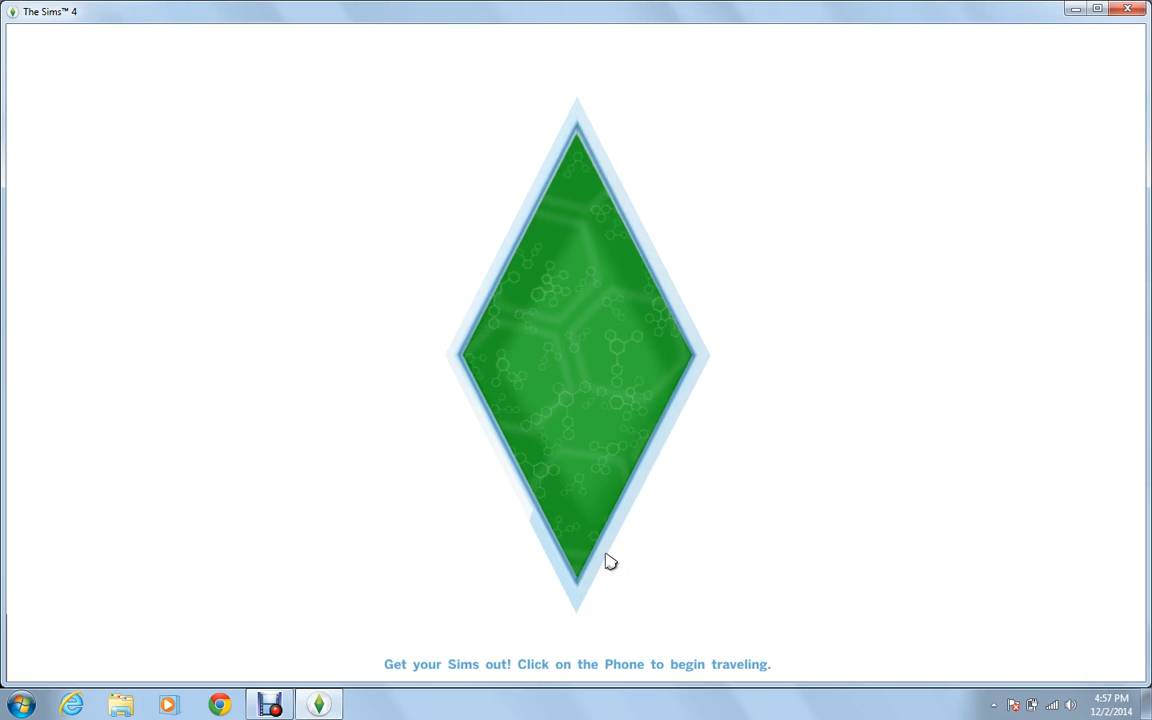 The Sims™ 4
Get your Sims out! Click on the Phone to begin traveling.
4:57 PM
12/2/2014